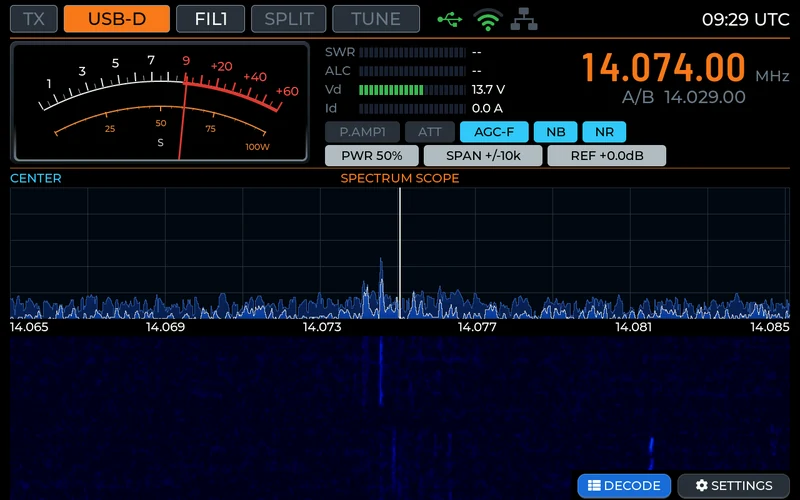 TX USB-D FIL1 SPLIT TUNE 09:29 UTC
1 3 5 7 9 +20 +40 +60
25 50 75 100W
S
SWR --
ALC --
Vd 13.7 V
Id 0.0 A
14.074.00 MHz
A/B 14.029.00
P.AMP1 ATT AGC-F NB NR
PWR 50% SPAN +/-10k REF +0.0dB
CENTER SPECTRUM SCOPE
14.065 14.069 14.073 14.077 14.081 14.085
DECODE SETTINGS